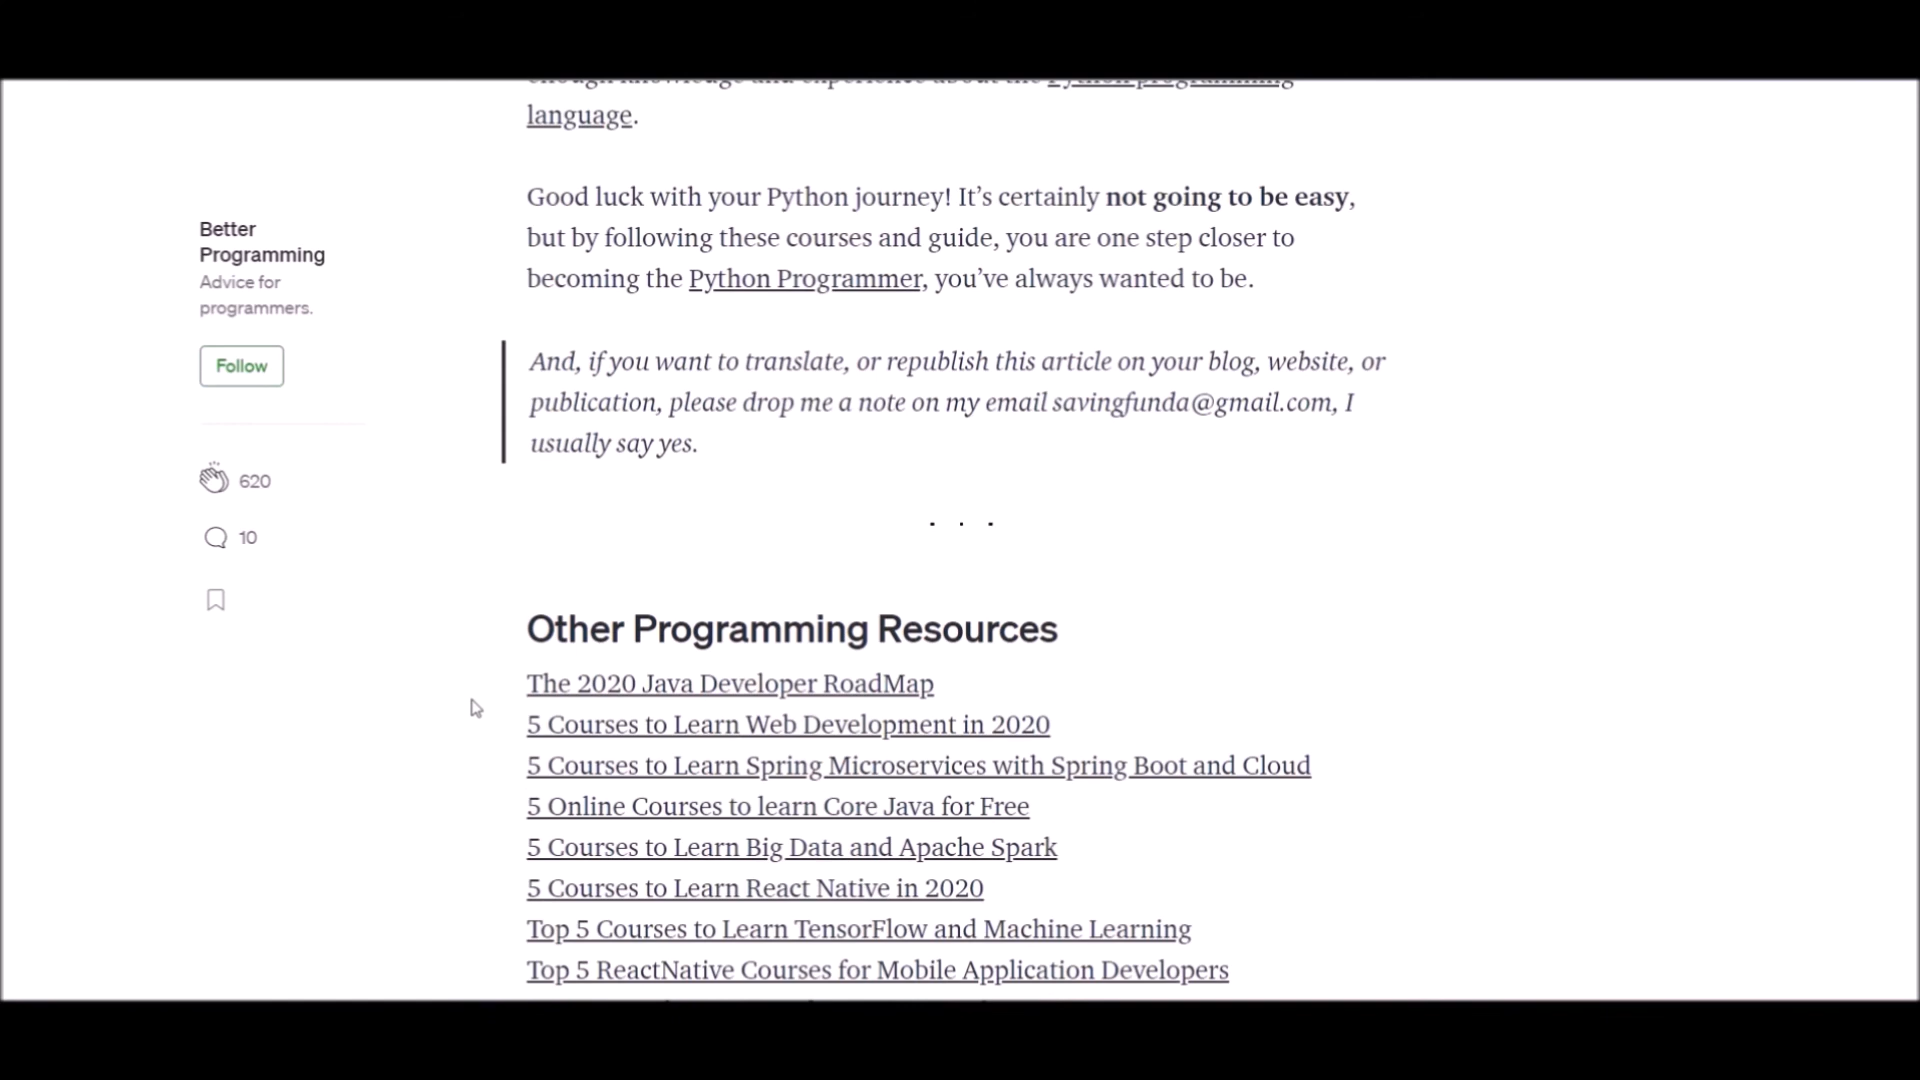 language.
Good luck with your Python journey! It’s certainly not going to be easy,
but by following these courses and guide, you are one step closer to
becoming the Python Programmer, you’ve always wanted to be.
Better
Programming
Advice for
programmers.
Follow
And, if you want to translate, or republish this article on your blog, website, or
publication, please drop me a note on my email savingfunda@gmail.com, I
usually say yes.
620
10
. . .
Other Programming Resources
The 2020 Java Developer RoadMap
5 Courses to Learn Web Development in 2020
5 Courses to Learn Spring Microservices with Spring Boot and Cloud
5 Online Courses to learn Core Java for Free
5 Courses to Learn Big Data and Apache Spark
5 Courses to Learn React Native in 2020
Top 5 Courses to Learn TensorFlow and Machine Learning
Top 5 ReactNative Courses for Mobile Application Developers